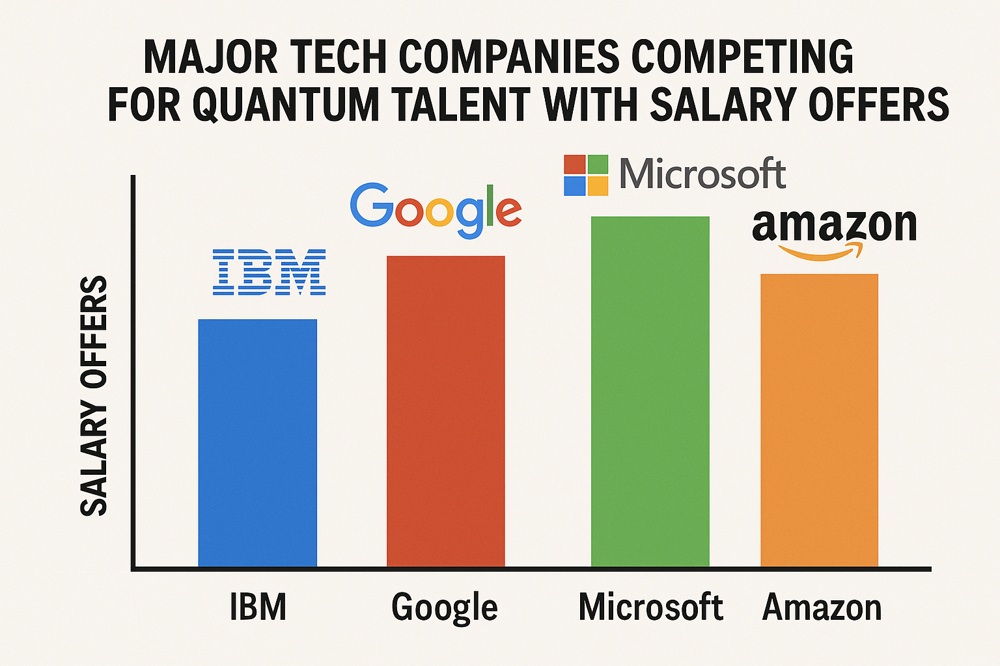 MAJOR TECH COMPANIES COMPETING
FOR QUANTUM TALENT WITH SALARY OFFERS
SALARY OFFERS
IBM
Google
Microsoft
amazon
IBM
Google
Microsoft
Amazon